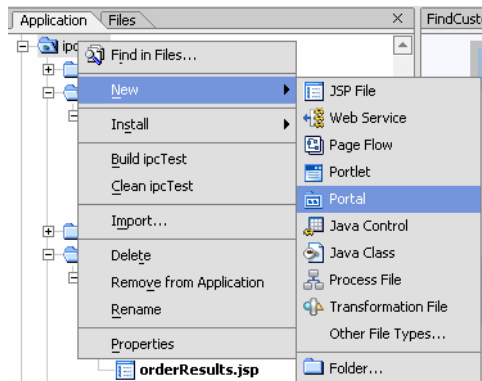 Application
Files
FindCust
ipc
Find in Files...
New
Install
Build ipcTest
Clean ipcTest
Import...
Delete
Remove from Application
Rename
Properties
JSP File
Web Service
Page Flow
Portlet
Portal
Java Control
Java Class
Process File
Transformation File
Other File Types...
Folder...
orderResults.jsp